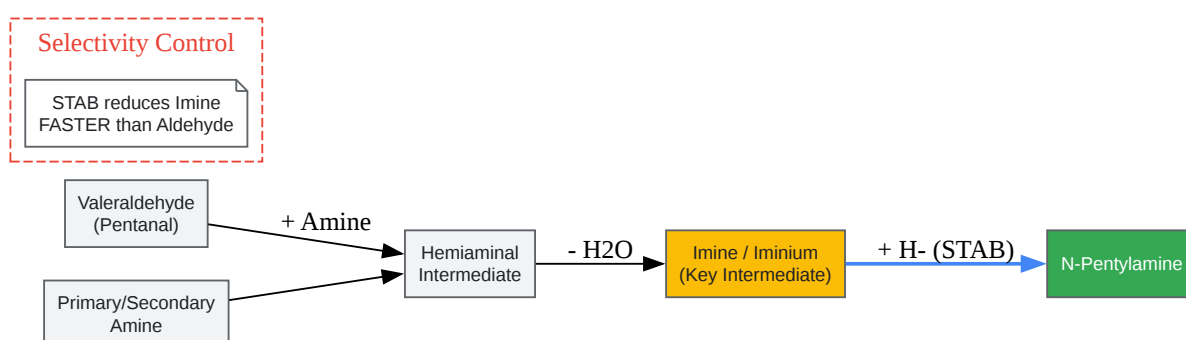 Selectivity Control
STAB reduces Imine
FASTER than Aldehyde
Valeraldehyde
(Pentanal)
+ Amine
Primary/Secondary
Amine
Hemiaminal
Intermediate
- H2O
Imine / Iminium
(Key Intermediate)
+ H- (STAB)
N-Pentylamine